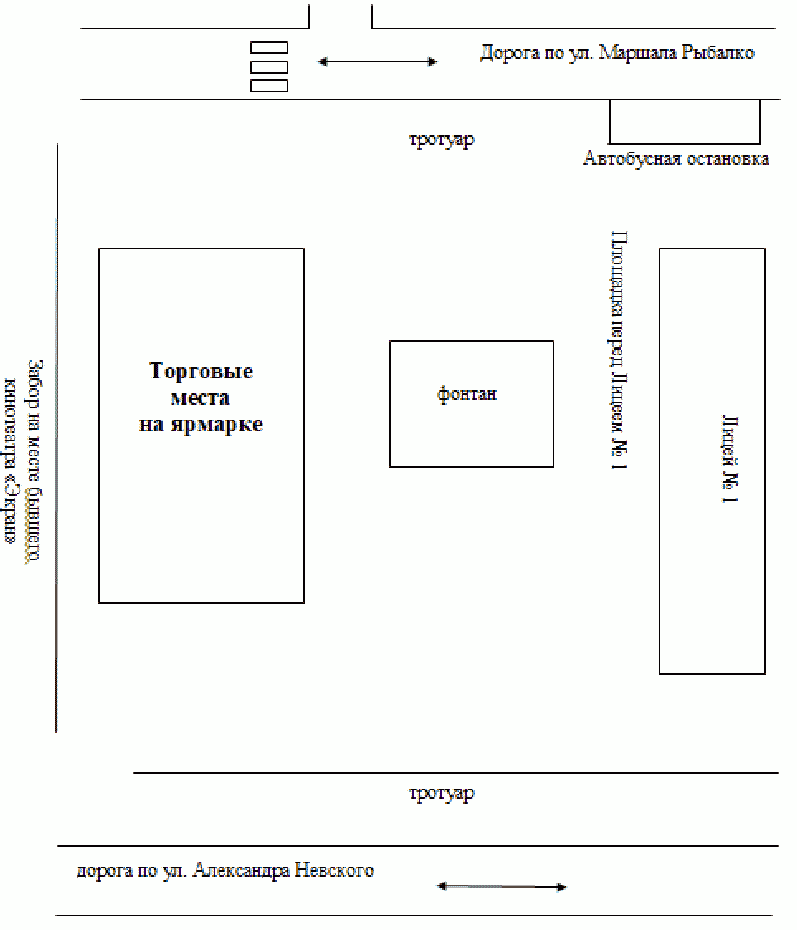 Дорога по ул. Маршала Рыбалко
тротуар
Автобусная остановка
Площадка перед Лицеем № 1
Торговые
места
на ярмарке
фонтан
Лицей № 1
Забор на месте бывшего
кинотеатра «Экран»
тротуар
дорога по ул. Александра Невского